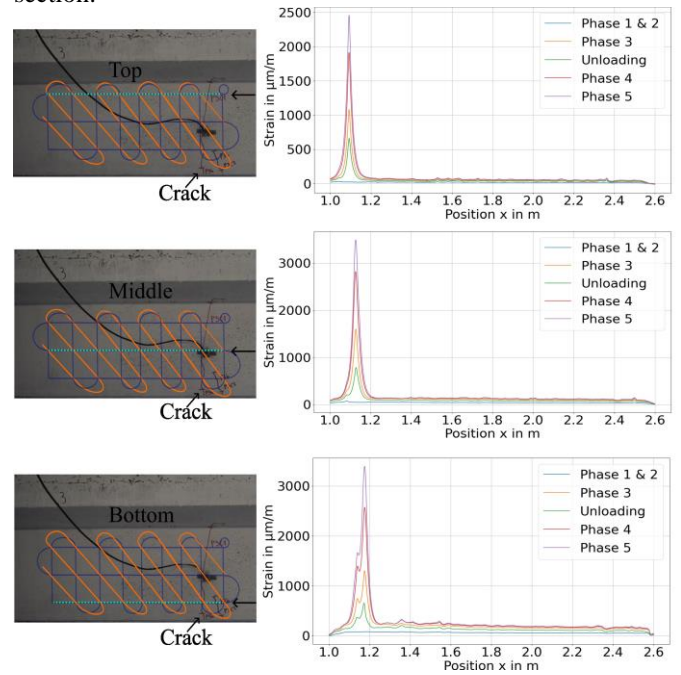 section.
Top
Crack
2500
2000
1500
1000
500
0
Strain in µm/m
Phase 1 & 2
Phase 3
Unloading
Phase 4
Phase 5
1.0 1.2 1.4 1.6 1.8 2.0 2.2 2.4 2.6
Position x in m
3
Middle
Crack
3000
2000
1000
0
Strain in µm/m
Phase 1 & 2
Phase 3
Unloading
Phase 4
Phase 5
1.0 1.2 1.4 1.6 1.8 2.0 2.2 2.4 2.6
Position x in m
3
Bottom
Crack
3000
2000
1000
0
Strain in µm/m
Phase 1 & 2
Phase 3
Unloading
Phase 4
Phase 5
1.0 1.2 1.4 1.6 1.8 2.0 2.2 2.4 2.6
Position x in m
3